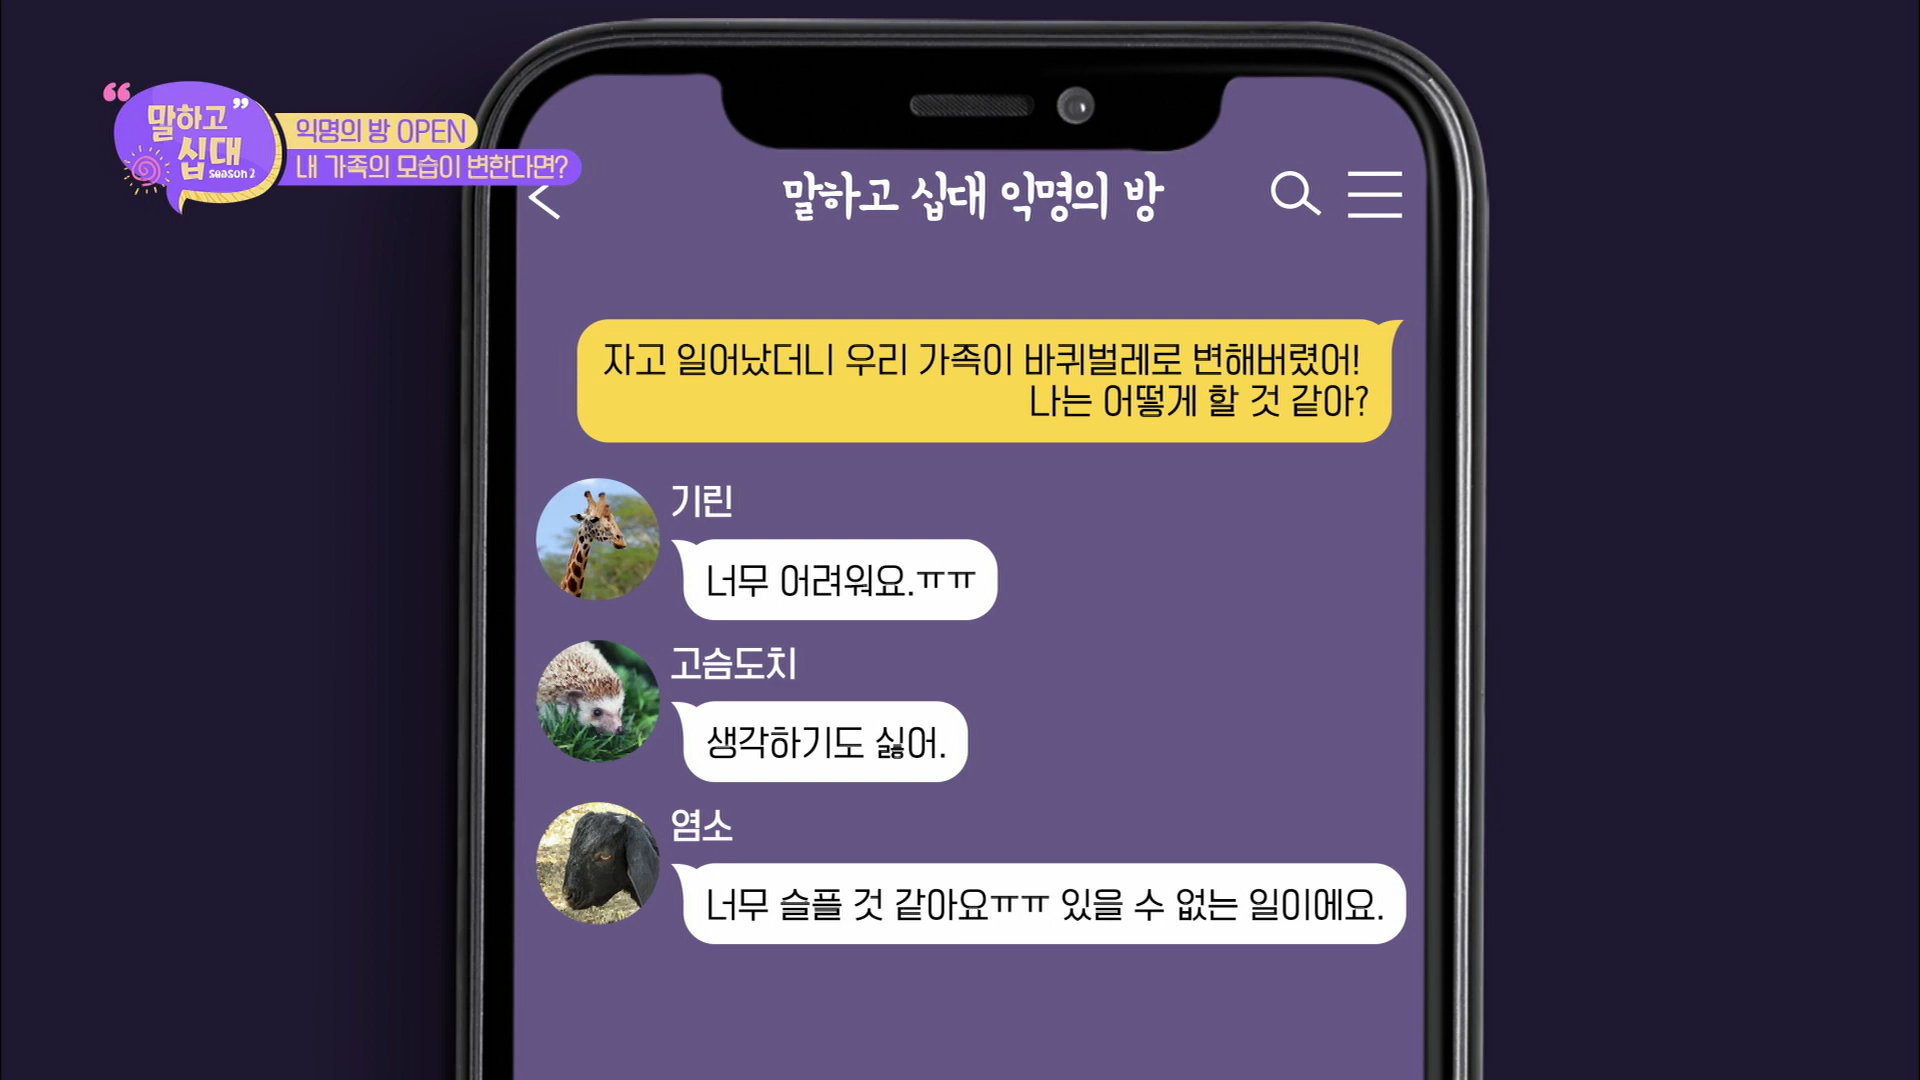 말하고
십대
season 2
익명의 방 OPEN
내 가족의 모습이 변한다면?
말하고 십대 익명의 방
자고 일어났더니 우리 가족이 바퀴벌레로 변해버렸어!
나는 어떻게 할 것 같아?
기린
너무 어려워요.ㅠㅠ
고슴도치
생각하기도 싫어.
염소
너무 슬플 것 같아요ㅠㅠ 있을 수 없는 일이에요.